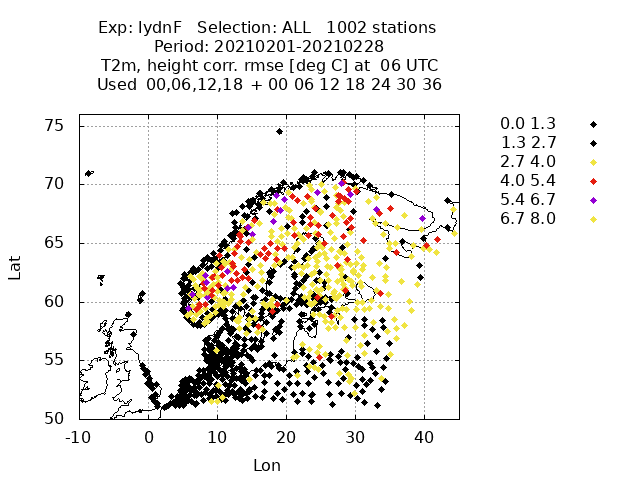 Exp: lydnF Selection: ALL 1002 stations
Period: 20210201-20210228
T2m, height corr. rmse [deg C] at 06 UTC
Used 00,06,12,18 + 00 06 12 18 24 30 36
75
70
65
60
55
50
Lat
-10 0 10 20 30 40
Lon
0.0 1.3
1.3 2.7
2.7 4.0
4.0 5.4
5.4 6.7
6.7 8.0